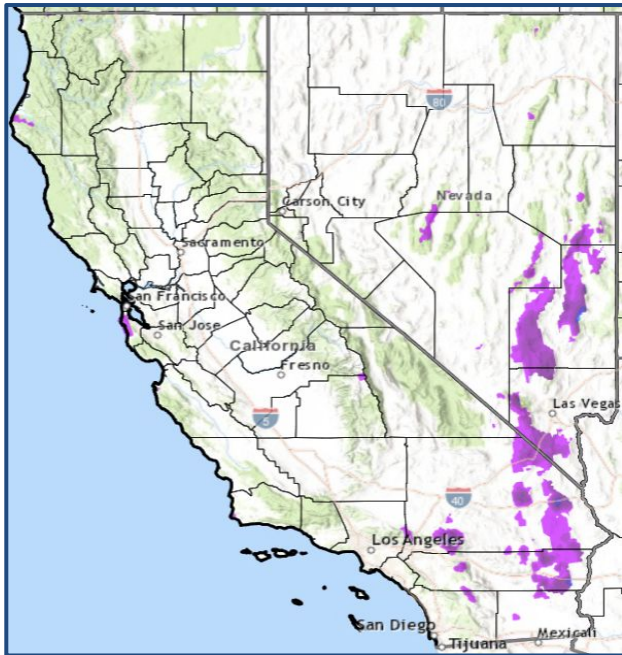 80
Nevada
Carson City
Sacramento
San Francisco
San Jose
California
Fresno
Las Vegas
5
40
Los Angeles
San Diego
Mexicali
Tijuana